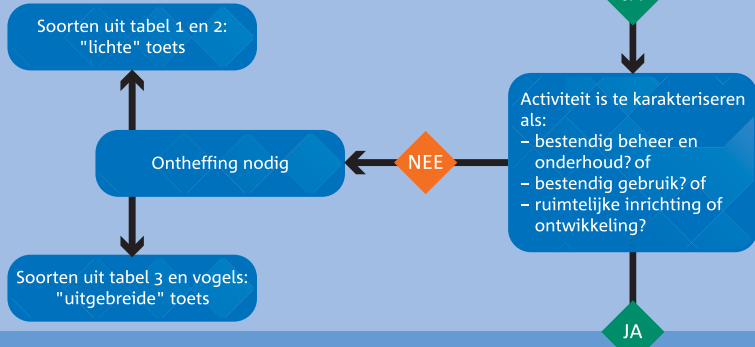 Soorten uit tabel 1 en 2:
"lichte" toets
Activiteit is te karakteriseren
als:
– bestendig beheer en
onderhoud? of
– bestendig gebruik? of
– ruimtelijke inrichting of
ontwikkeling?
NEE
Ontheffing nodig
Soorten uit tabel 3 en vogels:
"uitgebreide" toets
JA